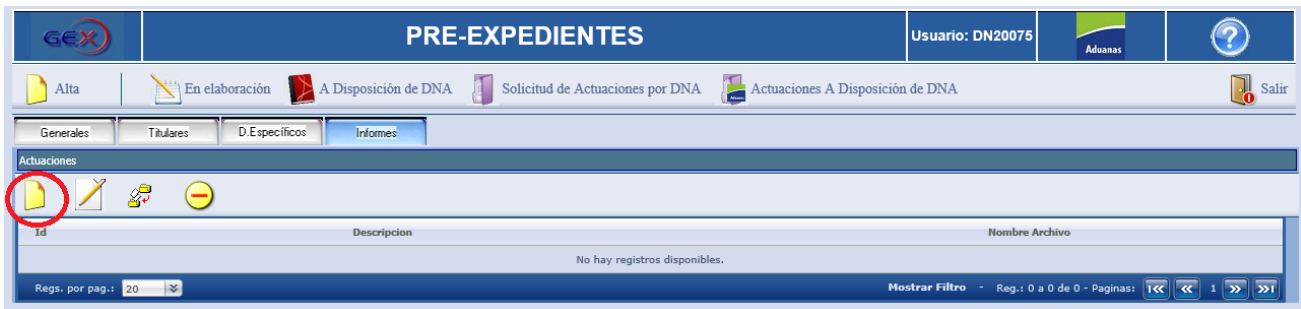 GEX PRE-EXPEDIENTES Usuario: DN20075 Aduanas ?
Alta En elaboración A Disposición de DNA Solicitud de Actuaciones por DNA Actuaciones A Disposición de DNA Salir
Generales Titulares D.Específicos Informes
Actuaciones
Id Descripcion Nombre Archivo
No hay registros disponibles.
Regs. por pag.: 20 Mostrar Filtro - Reg.: 0 a 0 de 0 - Paginas: 1